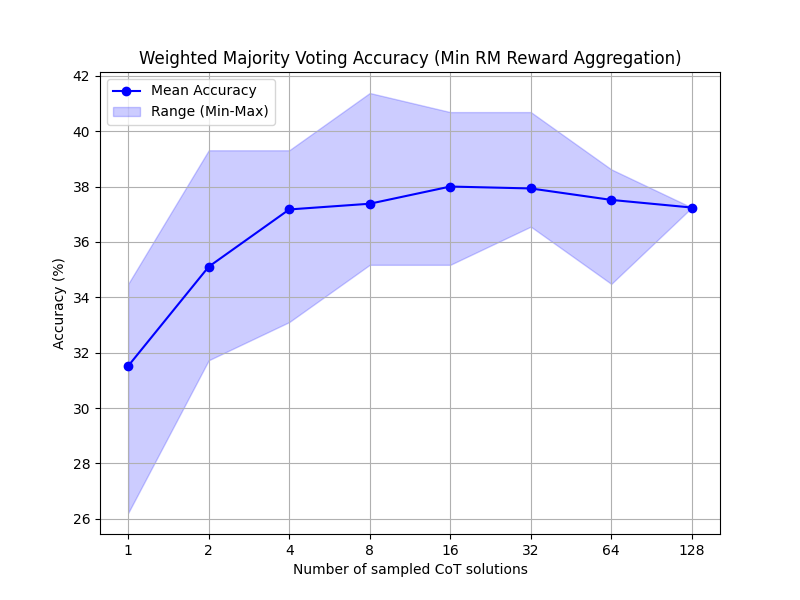 Weighted Majority Voting Accuracy (Min RM Reward Aggregation)
Mean Accuracy
Range (Min-Max)
Accuracy (%)
42
40
38
36
34
32
30
28
26
1 2 4 8 16 32 64 128
Number of sampled CoT solutions